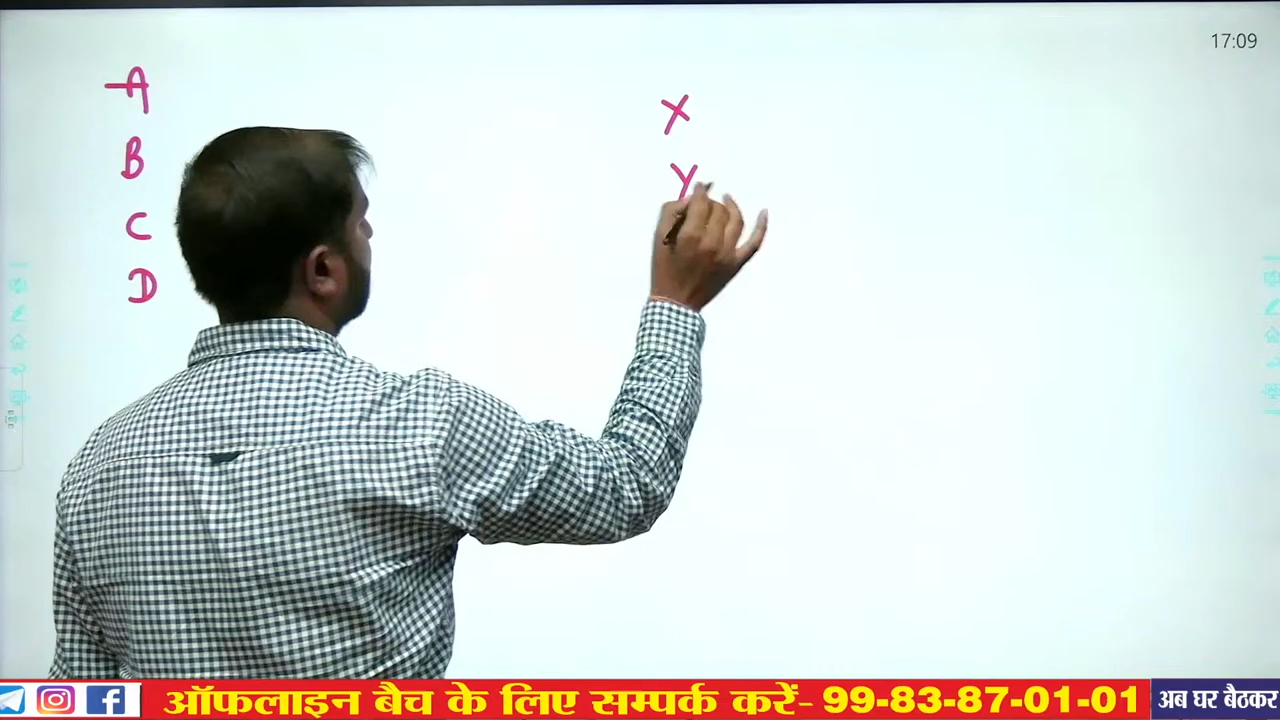 17:09
A
B
C
D
X
Y
ऑफलाइन बैच के लिए सम्पर्क करें- 99-83-87-01-01
अब घर बैठकर